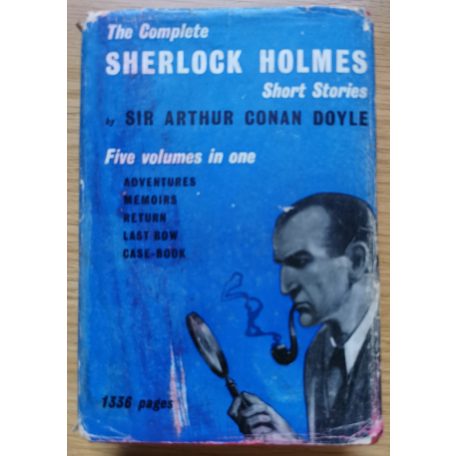 The Complete
SHERLOCK HOLMES
Short Stories
by SIR ARTHUR CONAN DOYLE
Five volumes in one
ADVENTURES
MEMOIRS
RETURN
LAST BOW
CASE-BOOK
1336 pages